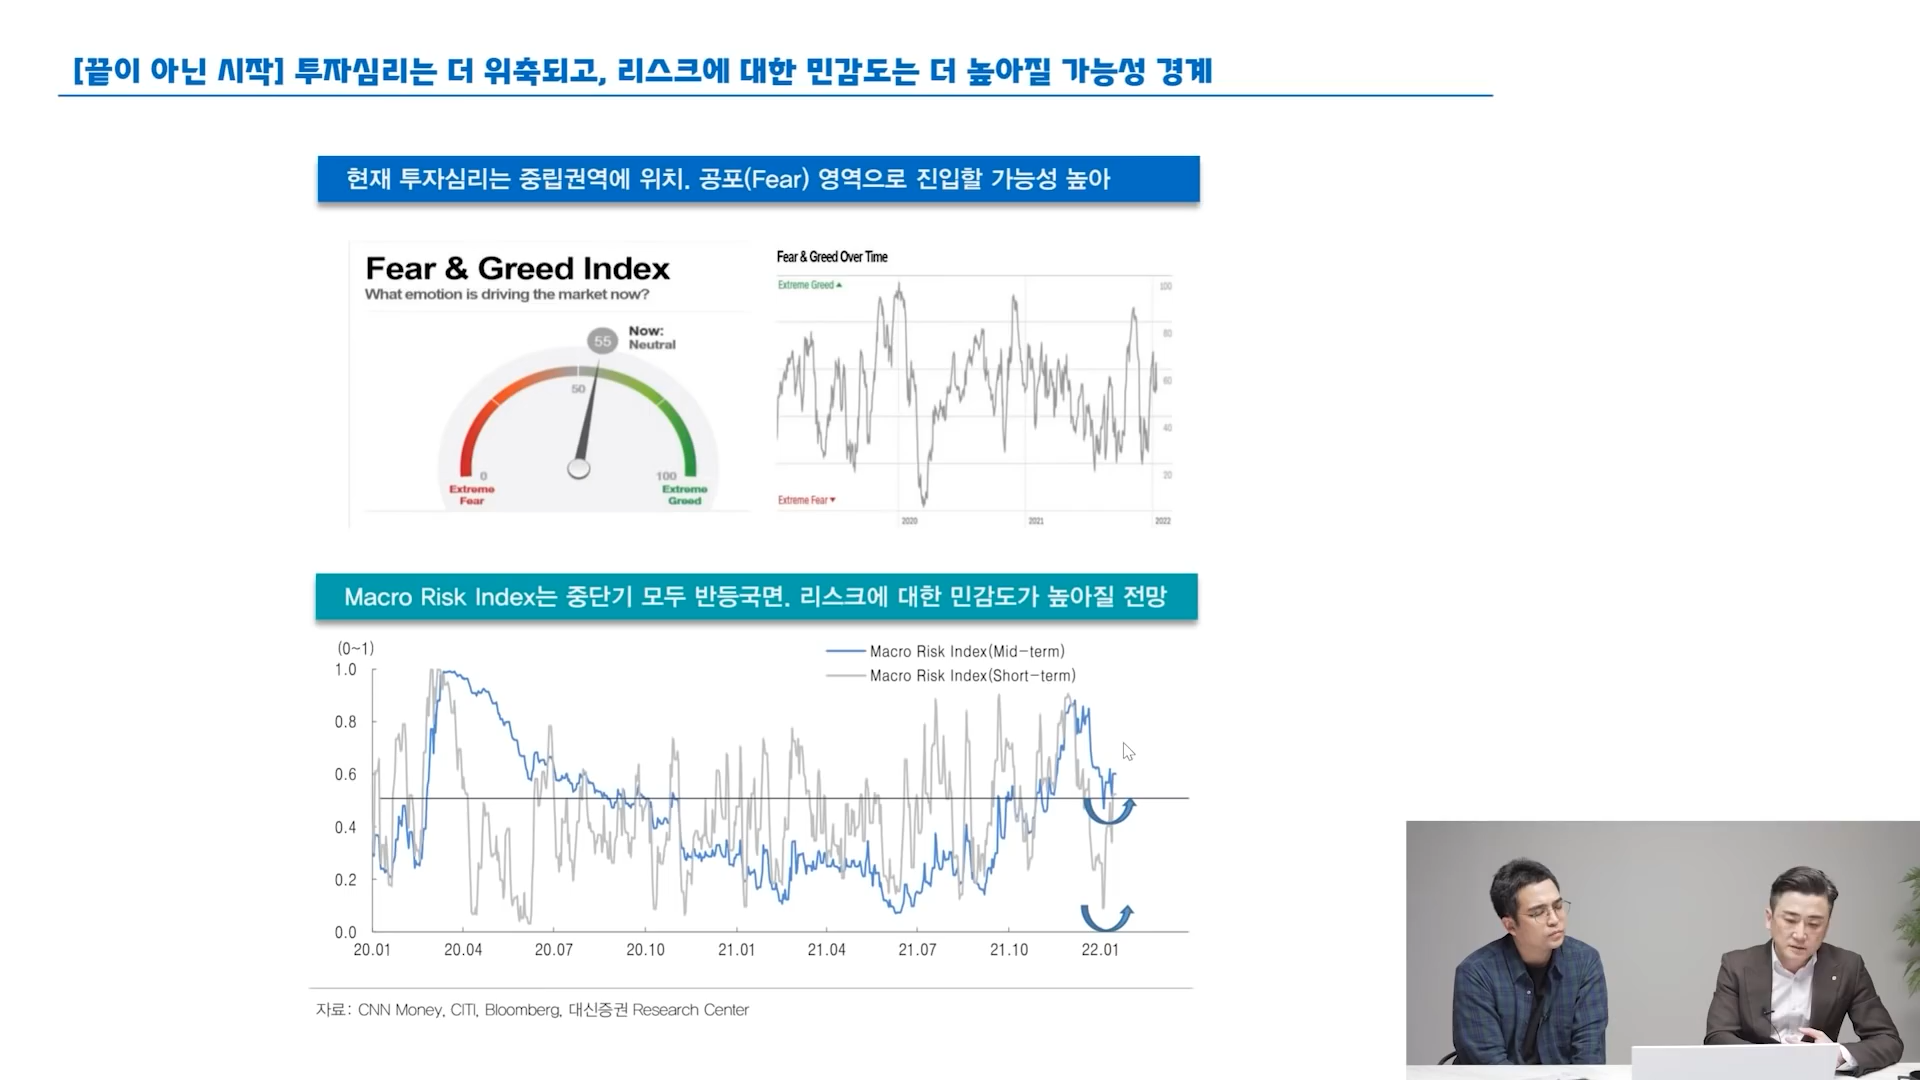 [끝이 아닌 시작] 투자심리는 더 위축되고, 리스크에 대한 민감도는 더 높아질 가능성 경계
현재 투자심리는 중립권역에 위치. 공포(Fear) 영역으로 진입할 가능성 높아
Fear & Greed Index
What emotion is driving the market now?
55
Now:
Neutral
50
0
100
Extreme
Fear
Extreme
Greed
Fear & Greed Over Time
Extreme Greed ▲
100
80
60
40
20
Extreme Fear ▼
2020
2021
2022
Macro Risk Index는 중단기 모두 반등국면. 리스크에 대한 민감도가 높아질 전망
(0~1)
Macro Risk Index(Mid-term)
Macro Risk Index(Short-term)
1.0
0.8
0.6
0.4
0.2
0.0
20.01 20.04 20.07 20.10 21.01 21.04 21.07 21.10 22.01
자료: CNN Money, CITI, Bloomberg, 대신증권 Research Center